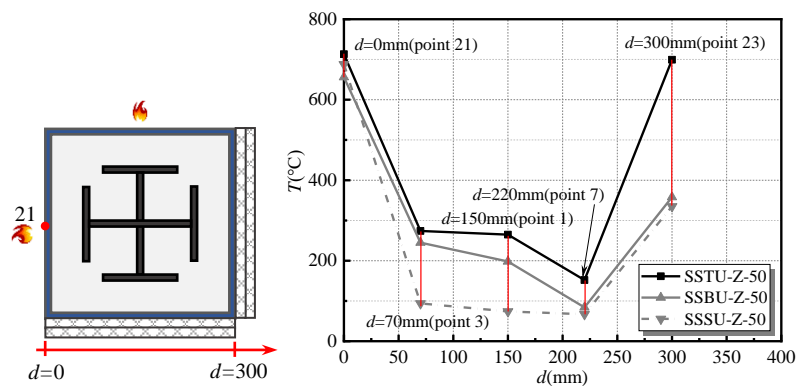 21
d=0
d=300
800
600
400
200
0
T(°C)
0
50
100
150
200
250
300
350
400
d(mm)
d=0mm(point 21)
d=300mm(point 23)
d=220mm(point 7)
d=150mm(point 1)
d=70mm(point 3)
SSTU-Z-50
SSBU-Z-50
SSSU-Z-50